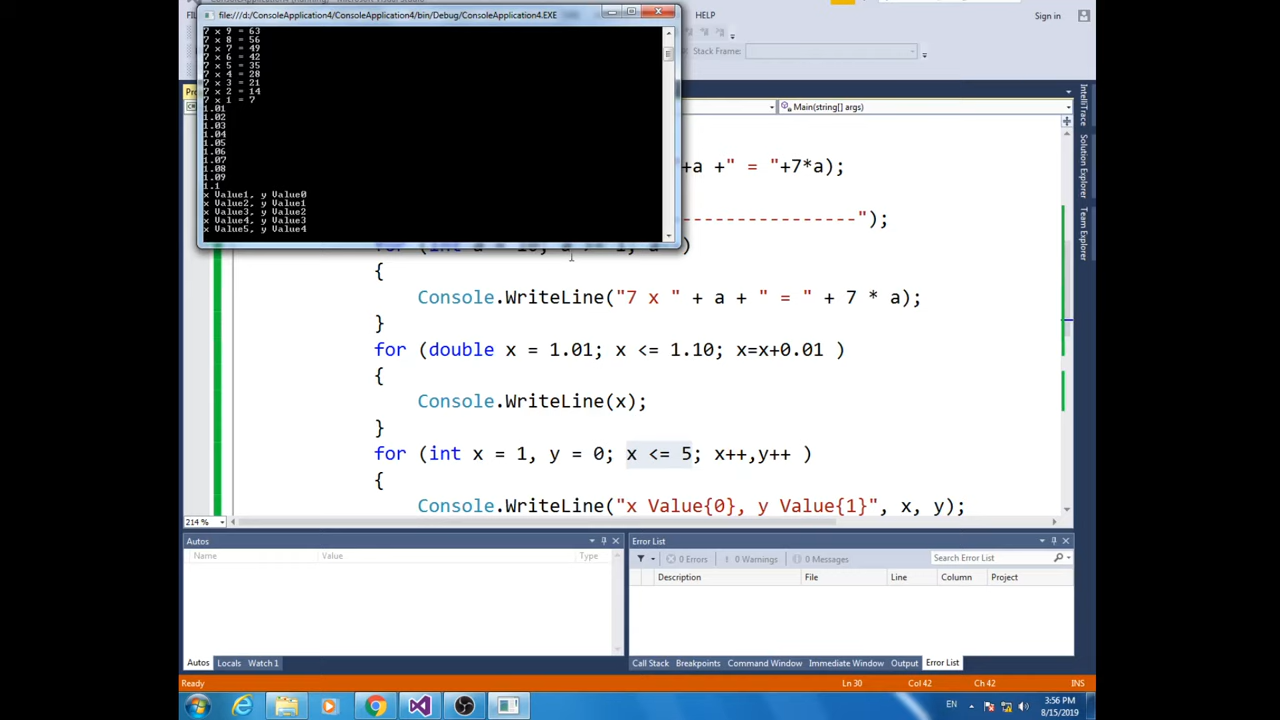 file:///d:/ConsoleApplication4/ConsoleApplication4/bin/Debug/ConsoleApplication4.EXE
HELP
Sign in
7 x 9 = 63
7 x 8 = 56
7 x 7 = 49
7 x 6 = 42
7 x 5 = 35
7 x 4 = 28
7 x 3 = 21
7 x 2 = 14
7 x 1 = 7
1.01
1.02
1.03
1.04
1.05
1.06
1.07
1.08
1.09
1.1
x Value1, y Value0
x Value2, y Value1
x Value3, y Value2
x Value4, y Value3
x Value5, y Value4
Stack Frame:
Main(string[] args)
IntelliTrace
Solution Explorer
Team Explorer
+a +" = "+7*a);
----------------");
{
Console.WriteLine("7 x " + a + " = " + 7 * a);
}
for (double x = 1.01; x <= 1.10; x=x+0.01 )
{
Console.WriteLine(x);
}
for (int x = 1, y = 0; x <= 5; x++,y++ )
{
Console.WriteLine("x Value{0}, y Value{1}", x, y);
214 %
Autos
Name Value Type
Autos Locals Watch 1
Error List
0 Errors 0 Warnings 0 Messages Search Error List
Description File Line Column Project
Call Stack Breakpoints Command Window Immediate Window Output Error List
Ready Ln 30 Col 42 Ch 42 INS
EN 3:56 PM
8/15/2019